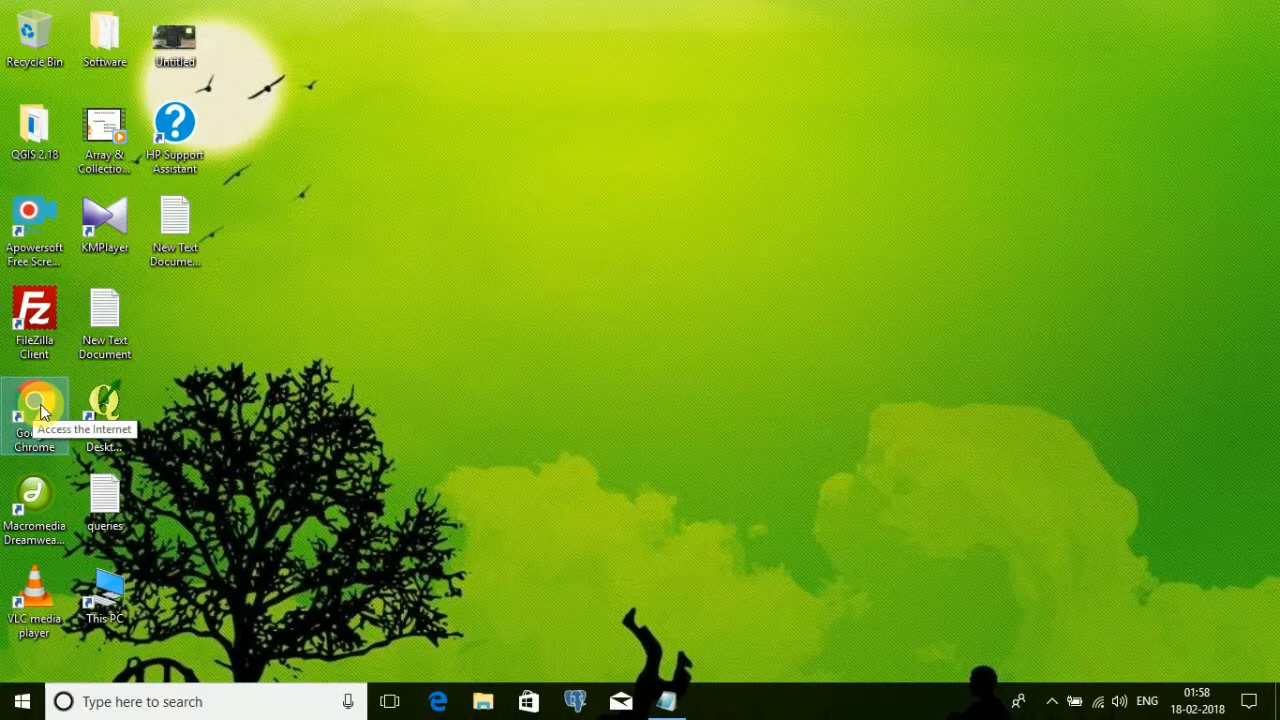 Recycle Bin
Software
Untitled
QGIS 2.18
Array &
Collectio...
HP Support
Assistant
Apowersoft
Free Scre...
KMPlayer
New Text
Docume...
FileZilla
Client
New Text
Document
Chrome
Access the Internet
Deskt...
Macromedia
Dreamwea...
queries
VLC media
player
This PC
Type here to search
ENG
01:58
18-02-2018